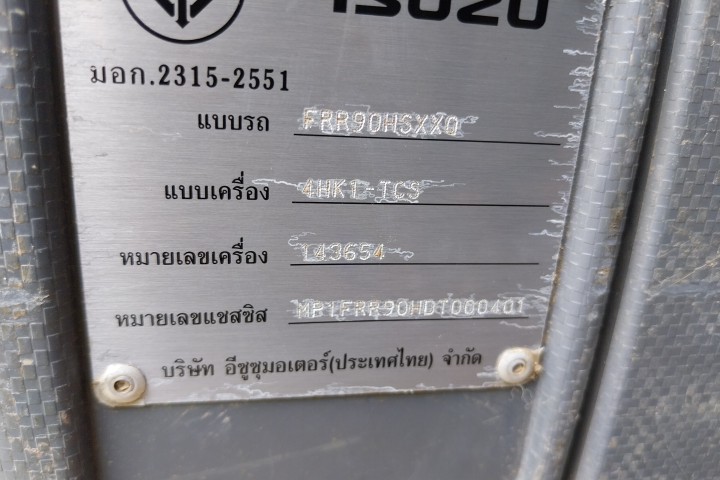 ISUZU
มอก.2315-2551
แบบรถ FRR90HSXXQ
แบบเครื่อง 4HK1-TCS
หมายเลขเครื่อง 143654
หมายเลขแชสซิส MP1FRR90HDT000401
บริษัท อีซูซุมอเตอร์(ประเทศไทย) จำกัด